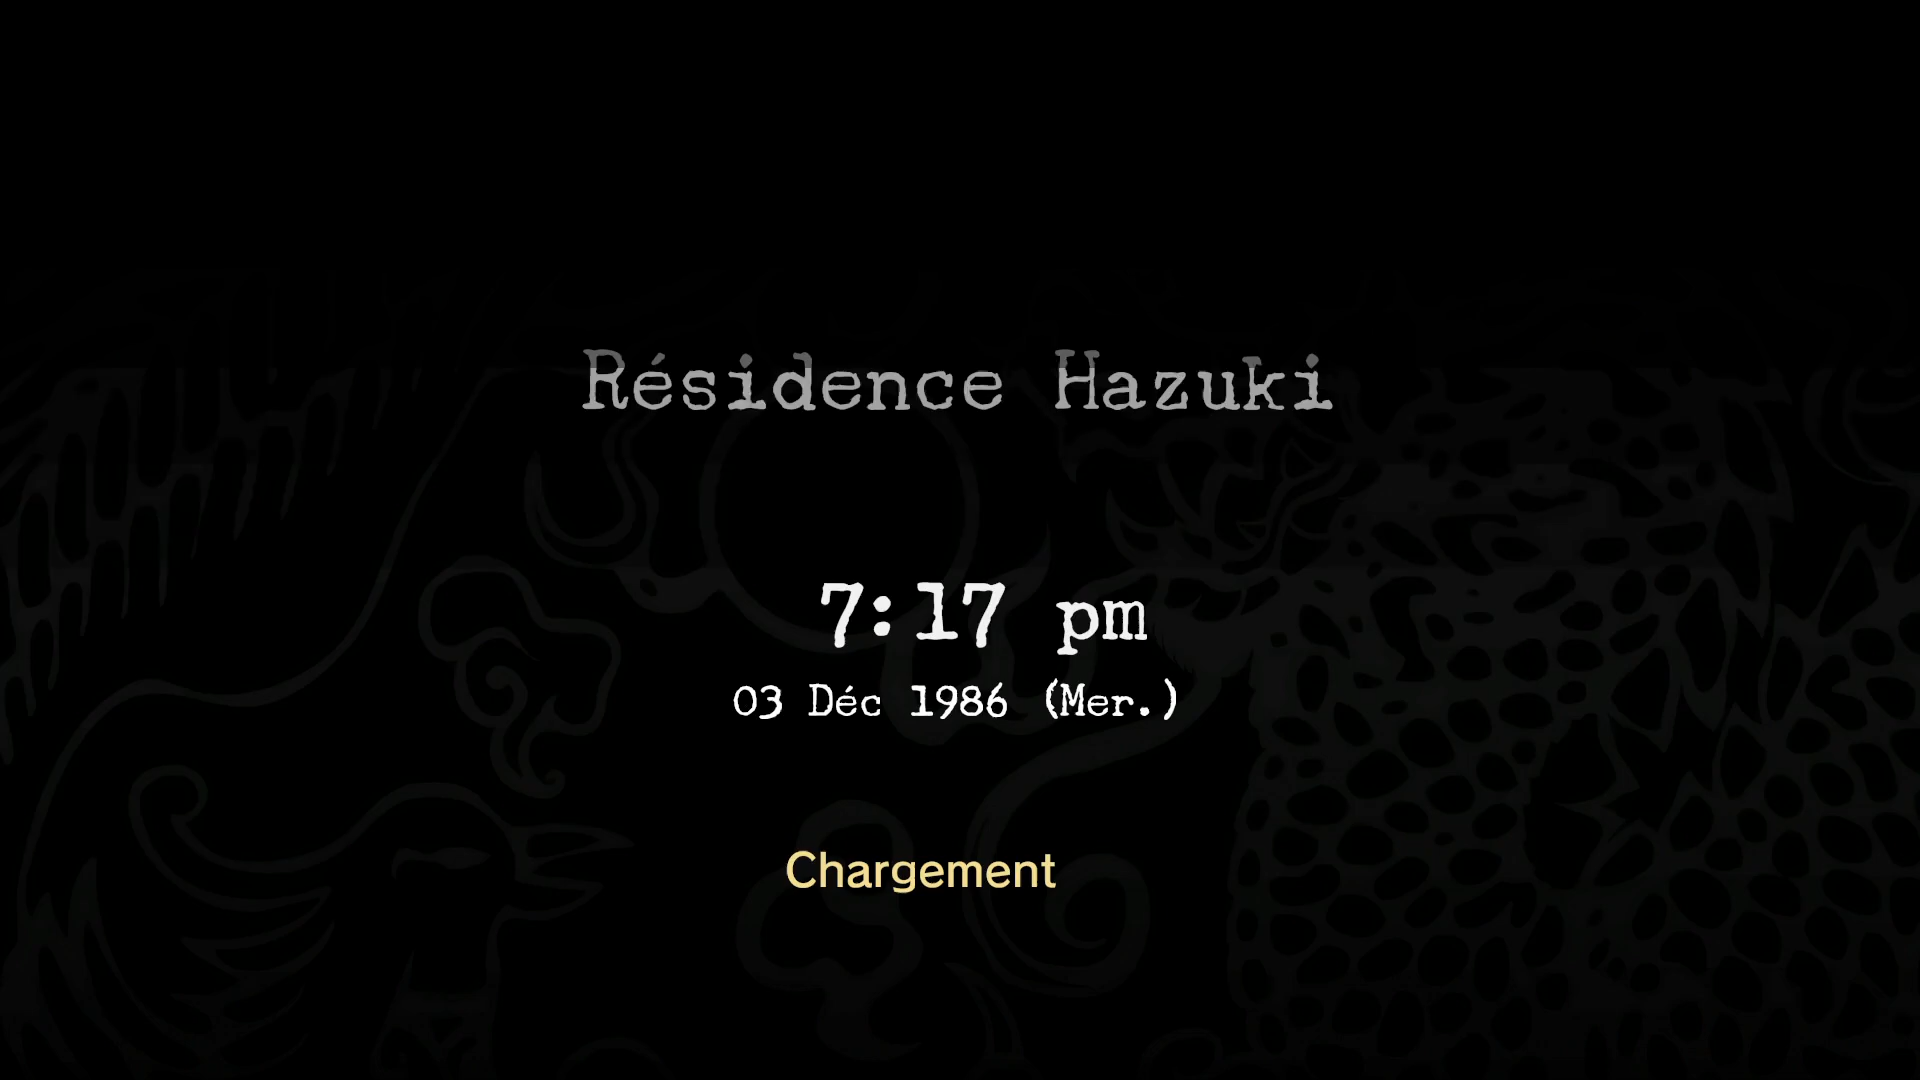 Résidence Hazuki
7:17 pm
03 Déc 1986 (Mer.)
Chargement